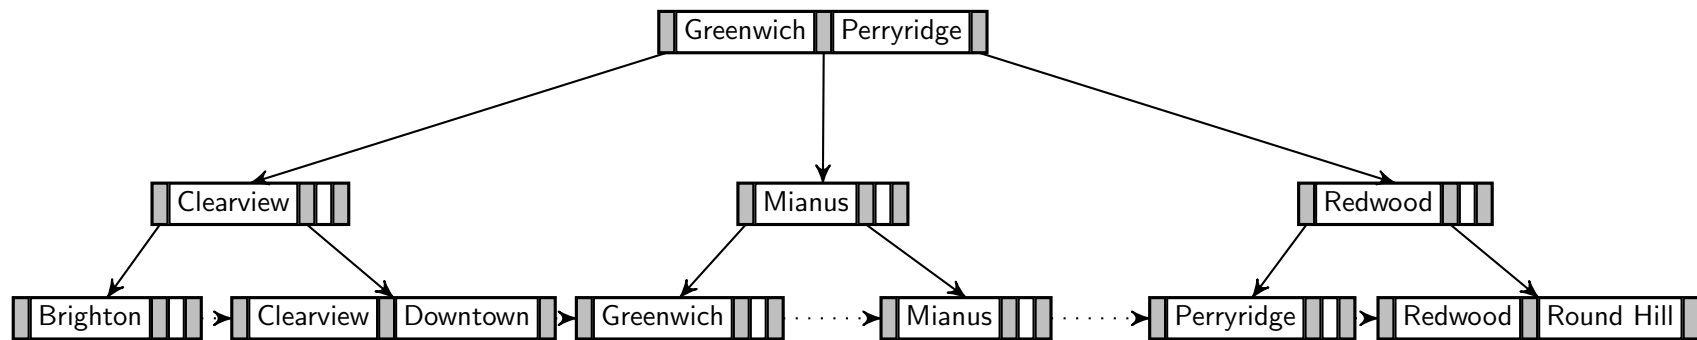 Greenwich Perryridge
Clearview Mianus Redwood
Brighton Clearview Downtown Greenwich Mianus Perryridge Redwood Round Hill